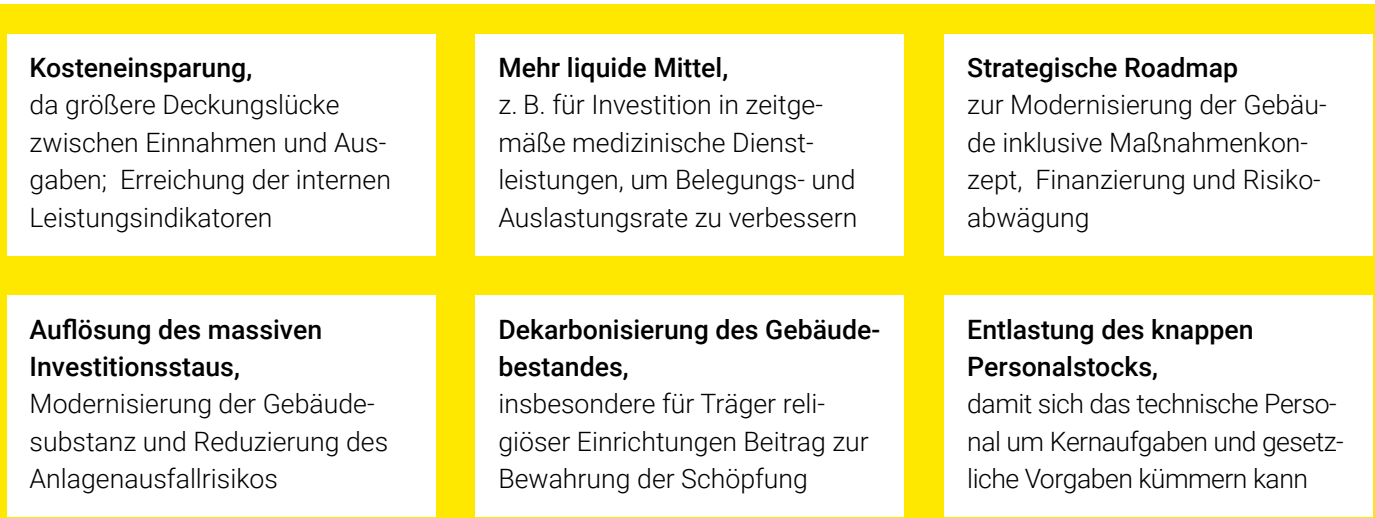 Kosteneinsparung,
da größere Deckungslücke
zwischen Einnahmen und Aus-
gaben;  Erreichung der internen
Leistungsindikatoren
Mehr liquide Mittel,
z. B. für Investition in zeitge-
mäße medizinische Dienst-
leistungen, um Belegungs- und
Auslastungsrate zu verbessern
Strategische Roadmap
zur Modernisierung der Gebäu-
de inklusive Maßnahmenkon-
zept,  Finanzierung und Risiko-
abwägung
Auflösung des massiven
Investitionsstaus,
Modernisierung der Gebäude-
substanz und Reduzierung des
Anlagenausfallrisikos
Dekarbonisierung des Gebäude-
bestandes,
insbesondere für Träger reli-
giöser Einrichtungen Beitrag zur
Bewahrung der Schöpfung
Entlastung des knappen
Personalstocks,
damit sich das technische Perso-
nal um Kernaufgaben und gesetz-
liche Vorgaben kümmern kann